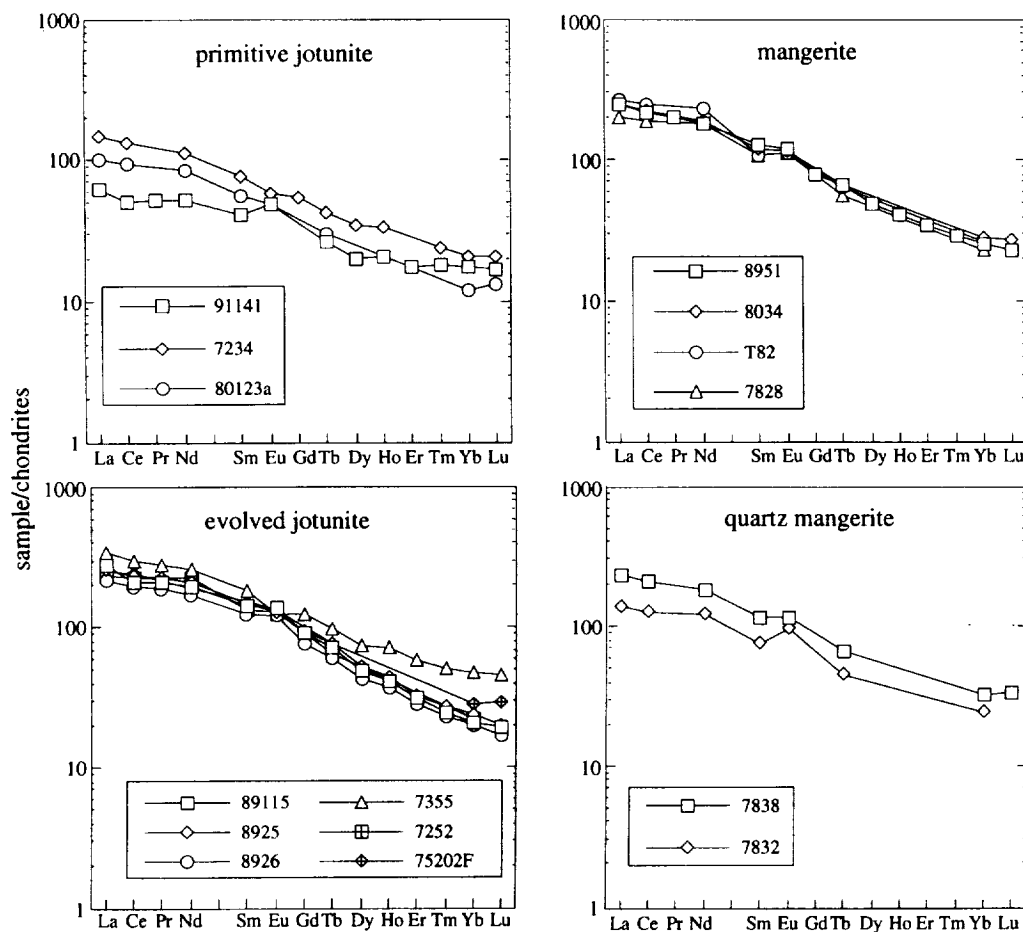 sample/chondrites
1000
100
10
1
primitive jotunite
91141
7234
80123a
La Ce Pr Nd Sm Eu Gd Tb Dy Ho Er Tm Yb Lu
1000
100
10
1
mangerite
8951
8034
T82
7828
La Ce Pr Nd Sm Eu Gd Tb Dy Ho Er Tm Yb Lu
1000
100
10
1
evolved jotunite
89115 7355
8925 7252
8926 75202F
La Ce Pr Nd Sm Eu Gd Tb Dy Ho Er Tm Yb Lu
1000
100
10
1
quartz mangerite
7838
7832
La Ce Pr Nd Sm Eu Gd Tb Dy Ho Er Tm Yb Lu